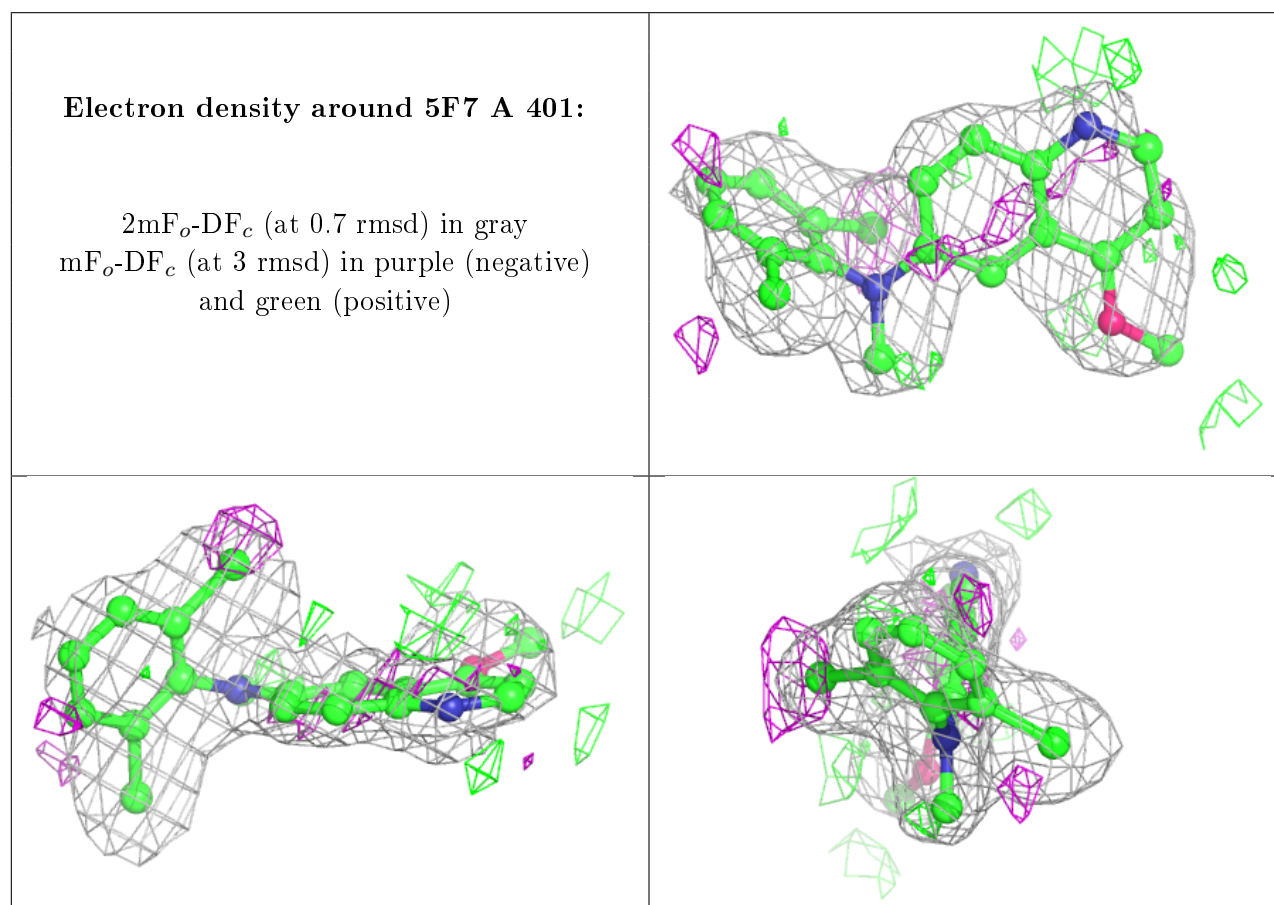 Electron density around 5F7 A 401:
2mFo-DFc (at 0.7 rmsd) in gray
mFo-DFc (at 3 rmsd) in purple (negative)
and green (positive)